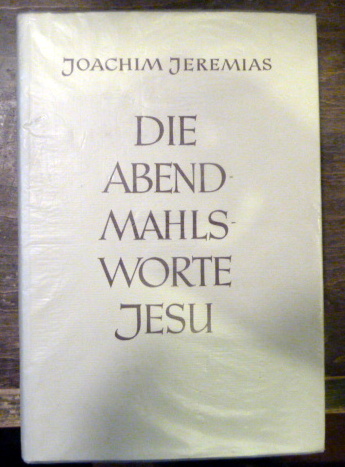 JOACHIM JEREMIAS
DIE
ABEND-
MAHLS-
WORTE
JESU